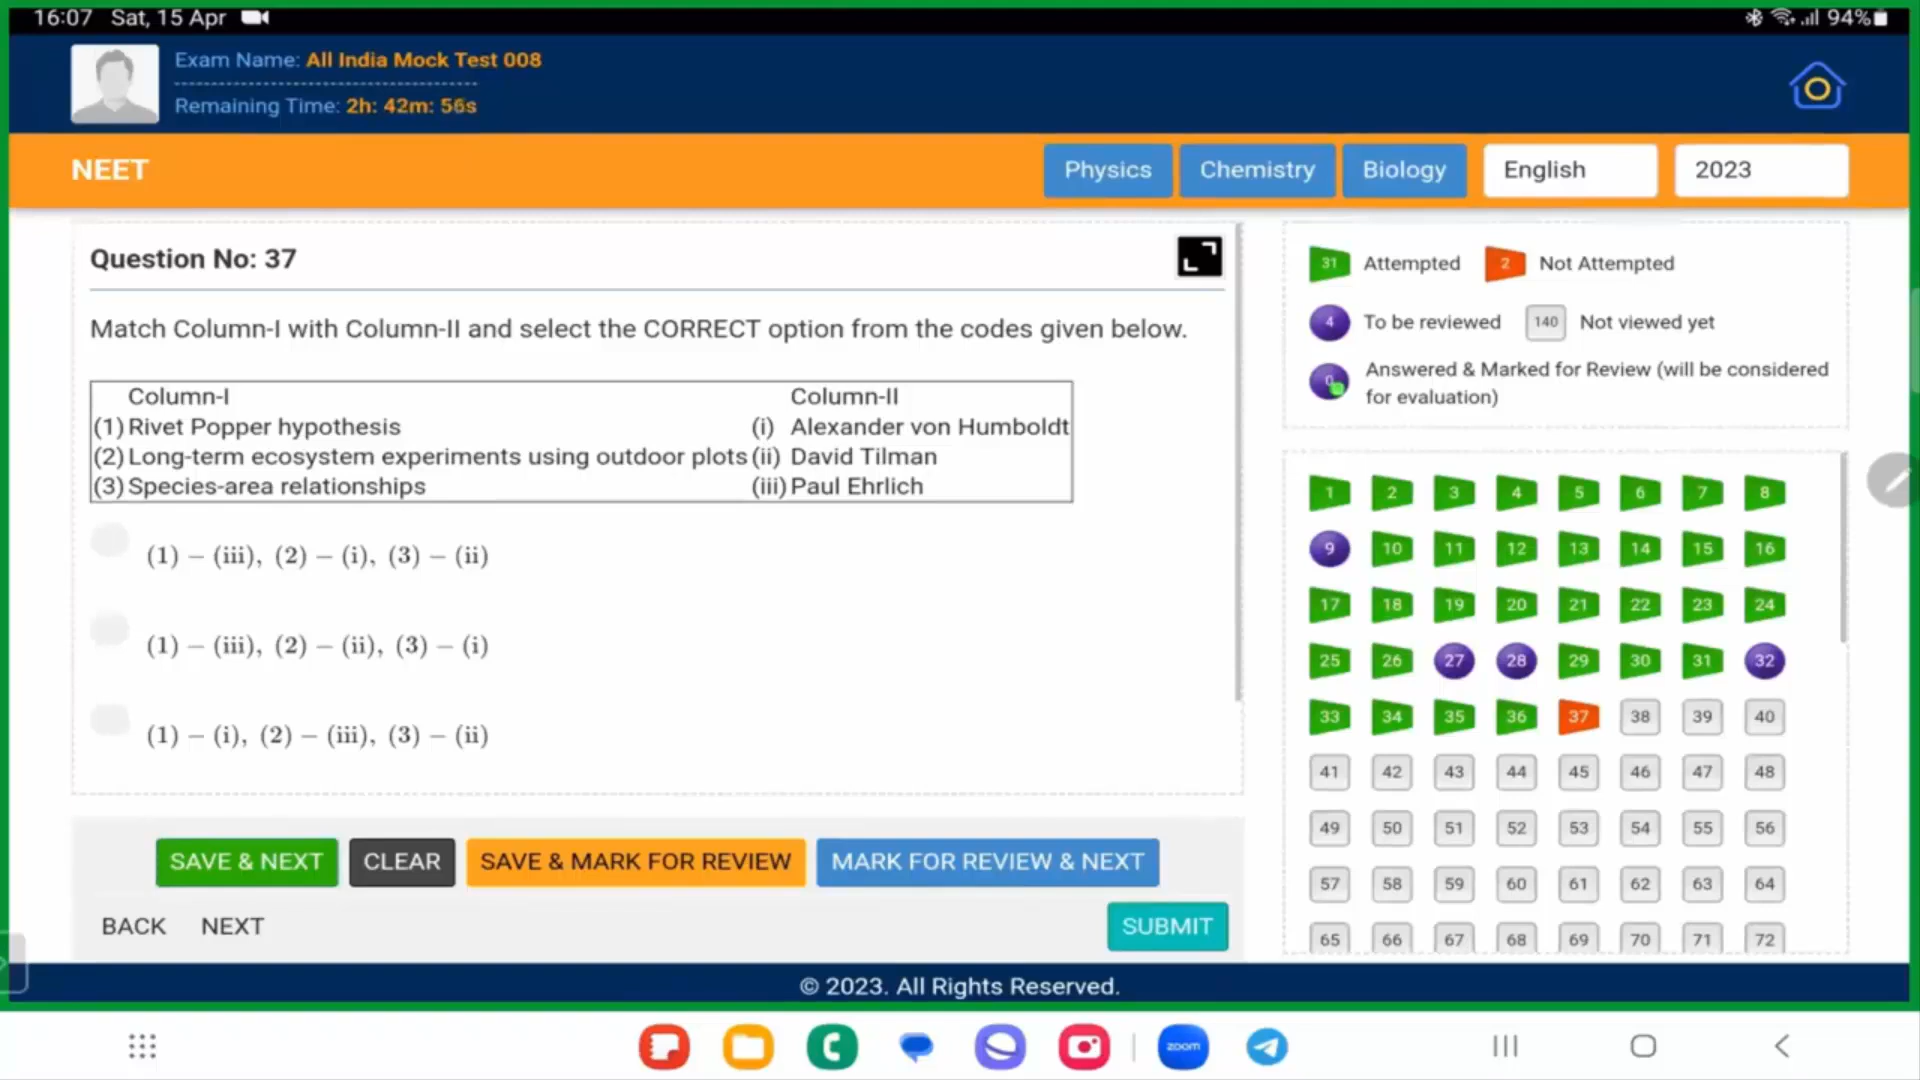 16:07 Sat, 15 Apr 94%
Exam Name: All India Mock Test 008
Remaining Time: 2h: 42m: 56s
NEET Physics Chemistry Biology English 2023
Question No: 37
Match Column-I with Column-II and select the CORRECT option from the codes given below.
Column-I Column-II
(1) Rivet Popper hypothesis (i) Alexander von Humboldt
(2) Long-term ecosystem experiments using outdoor plots (ii) David Tilman
(3) Species-area relationships (iii) Paul Ehrlich
(1) – (iii), (2) – (i), (3) – (ii)
(1) – (iii), (2) – (ii), (3) – (i)
(1) – (i), (2) – (iii), (3) – (ii)
SAVE & NEXT CLEAR SAVE & MARK FOR REVIEW MARK FOR REVIEW & NEXT
BACK NEXT SUBMIT
31 Attempted 2 Not Attempted
4 To be reviewed 140 Not viewed yet
0 Answered & Marked for Review (will be considered
for evaluation)
1 2 3 4 5 6 7 8
9 10 11 12 13 14 15 16
17 18 19 20 21 22 23 24
25 26 27 28 29 30 31 32
33 34 35 36 37 38 39 40
41 42 43 44 45 46 47 48
49 50 51 52 53 54 55 56
57 58 59 60 61 62 63 64
65 66 67 68 69 70 71 72
© 2023. All Rights Reserved.
zoom